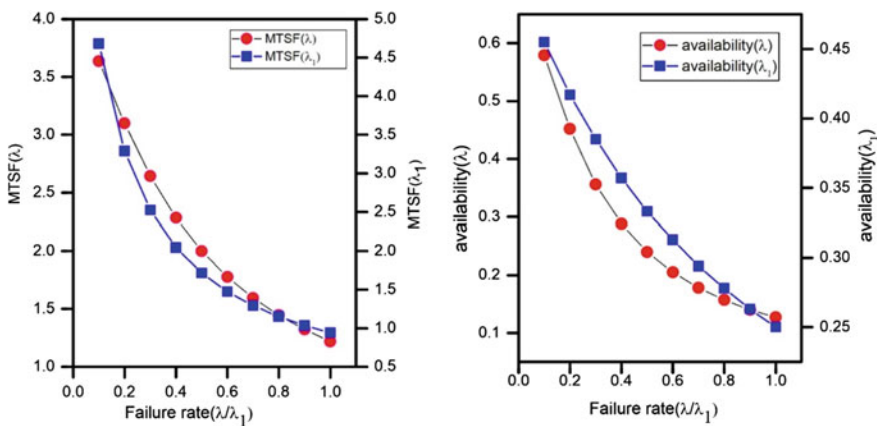 4.0
3.5
3.0
2.5
2.0
1.5
1.0
MTSF(λ)
MTSF(λ)
MTSF(λ₁)
5.0
4.5
4.0
3.5
3.0
2.5
2.0
1.5
1.0
0.5
MTSF(λ₁)
0.0 0.2 0.4 0.6 0.8 1.0
Failure rate(λ/λ₁)
0.6
0.5
0.4
0.3
0.2
0.1
availability(λ)
availability(λ)
availability(λ₁)
0.45
0.40
0.35
0.30
0.25
availability(λ₁)
0.0 0.2 0.4 0.6 0.8 1.0
Failure rate(λ/λ₁)